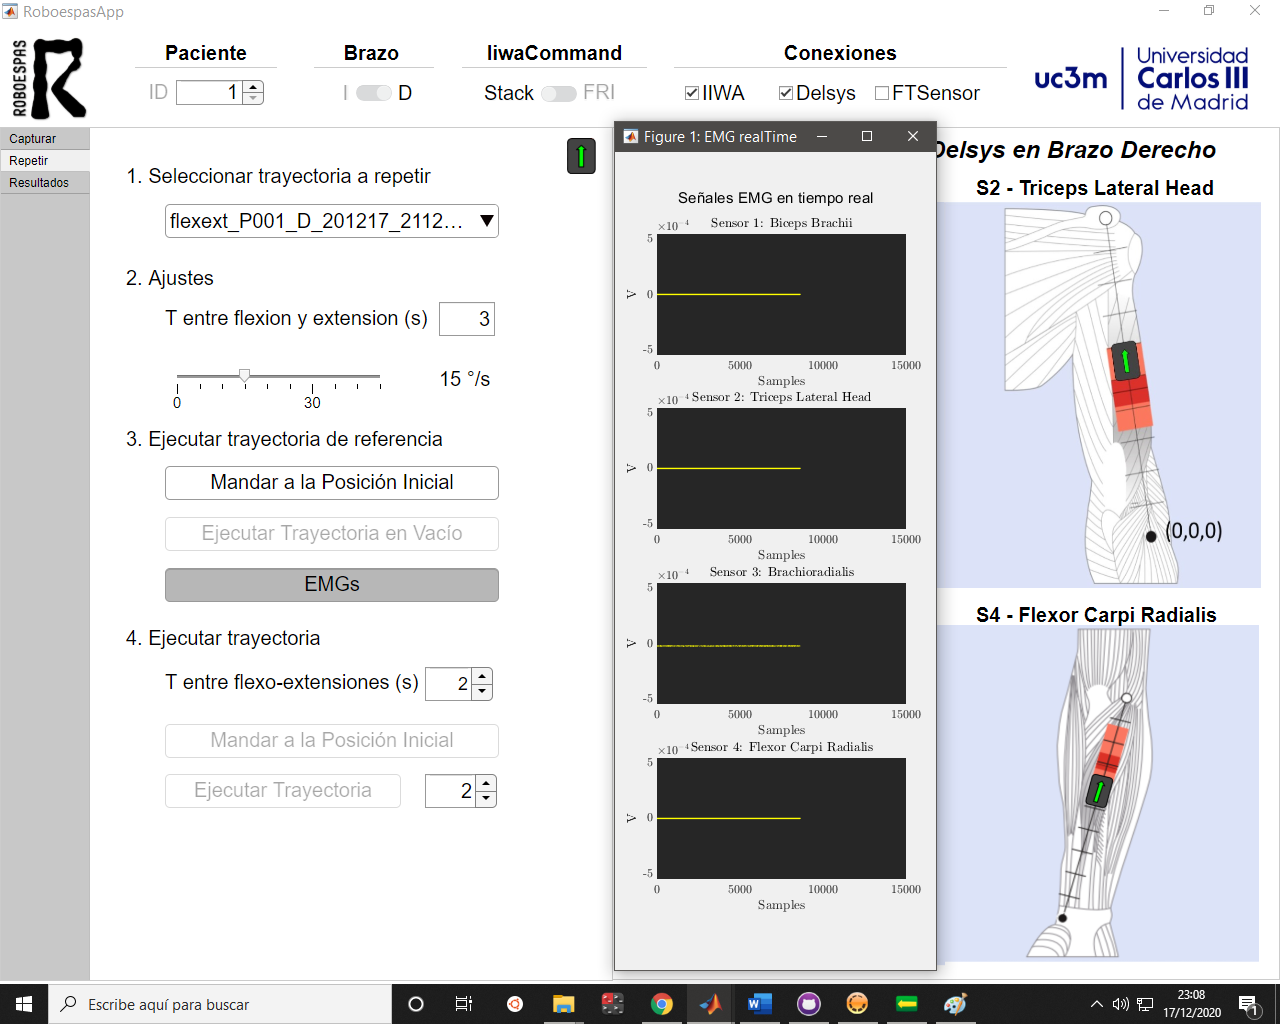 RoboespasApp
ROBOESPAS
Paciente
Brazo
IiwaCommand
Conexiones
ID 1
I D
Stack FRI
IIWA
Delsys
FTSensor
uc3m
Universidad
Carlos III
de Madrid
Capturar
Repetir
Resultados
1. Seleccionar trayectoria a repetir
flexext_P001_D_201217_2112...
2. Ajustes
T entre flexion y extension (s) 3
15 °/s
0 30
3. Ejecutar trayectoria de referencia
Mandar a la Posición Inicial
Ejecutar Trayectoria en Vacío
EMGs
4. Ejecutar trayectoria
T entre flexo-extensiones (s) 2
Mandar a la Posición Inicial
Ejecutar Trayectoria 2
Figure 1: EMG realTime
Señales EMG en tiempo real
×10⁻⁴ Sensor 1: Biceps Brachii
5
V 0
-5
0 5000 10000 15000
Samples
×10⁻⁴ Sensor 2: Triceps Lateral Head
5
V 0
-5
0 5000 10000 15000
Samples
×10⁻⁴ Sensor 3: Brachioradialis
5
V 0
-5
0 5000 10000 15000
Samples
×10⁻⁴ Sensor 4: Flexor Carpi Radialis
5
V 0
-5
0 5000 10000 15000
Samples
Delsys en Brazo Derecho
S2 - Triceps Lateral Head
(0,0,0)
S4 - Flexor Carpi Radialis
Escribe aquí para buscar
23:08
17/12/2020
1